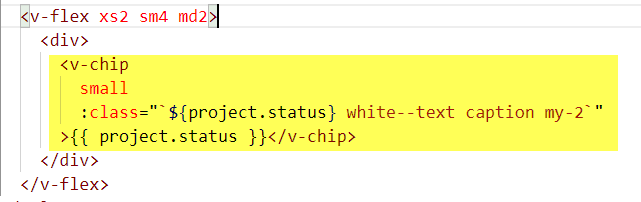 <v-flex xs2 sm4 md2>
<div>
<v-chip
small
:class="`${project.status} white--text caption my-2`"
>{{ project.status }}</v-chip>
</div>
</v-flex>